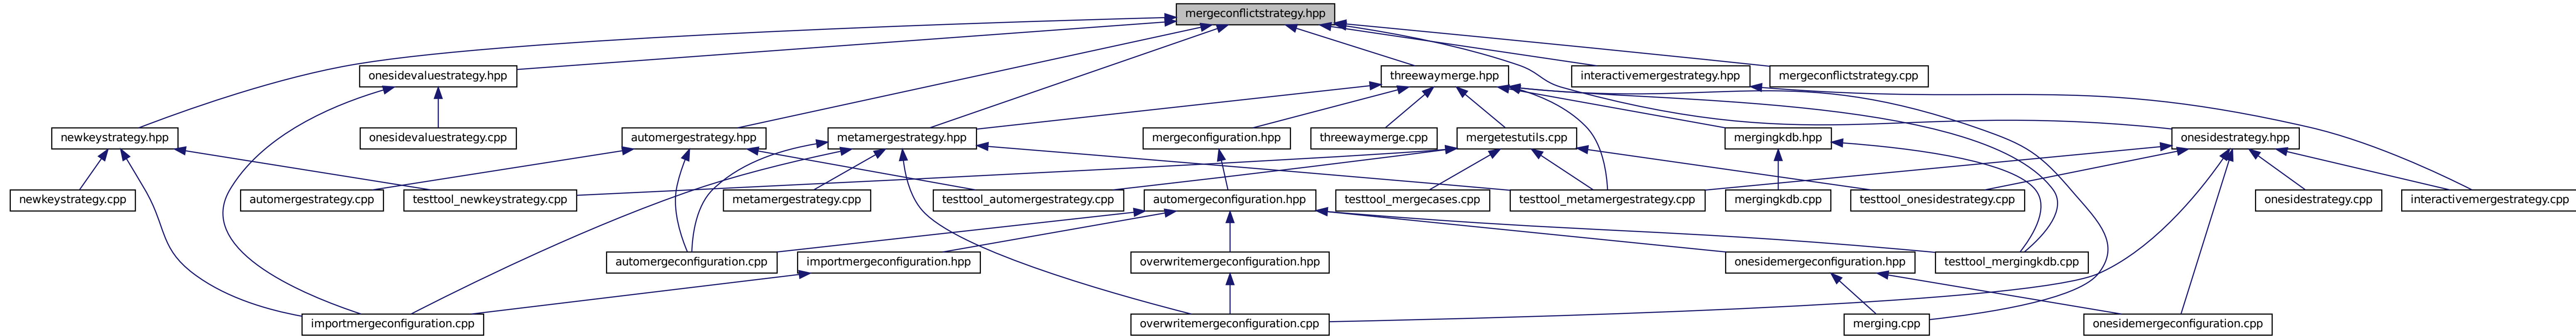 mergeconflictstrategy.hpp
onesidevaluestrategy.hpp
threewaymerge.hpp
interactivemergestrategy.hpp
mergeconflictstrategy.cpp
newkeystrategy.hpp
onesidevaluestrategy.cpp
automergestrategy.hpp
metamergestrategy.hpp
mergeconfiguration.hpp
threewaymerge.cpp
mergetestutils.cpp
mergingkdb.hpp
onesidestrategy.hpp
newkeystrategy.cpp
automergestrategy.cpp
testtool_newkeystrategy.cpp
metamergestrategy.cpp
testtool_automergestrategy.cpp
automergeconfiguration.hpp
testtool_mergecases.cpp
testtool_metamergestrategy.cpp
mergingkdb.cpp
testtool_onesidestrategy.cpp
onesidestrategy.cpp
interactivemergestrategy.cpp
automergeconfiguration.cpp
importmergeconfiguration.hpp
overwritemergeconfiguration.hpp
onesidemergeconfiguration.hpp
testtool_mergingkdb.cpp
importmergeconfiguration.cpp
overwritemergeconfiguration.cpp
merging.cpp
onesidemergeconfiguration.cpp